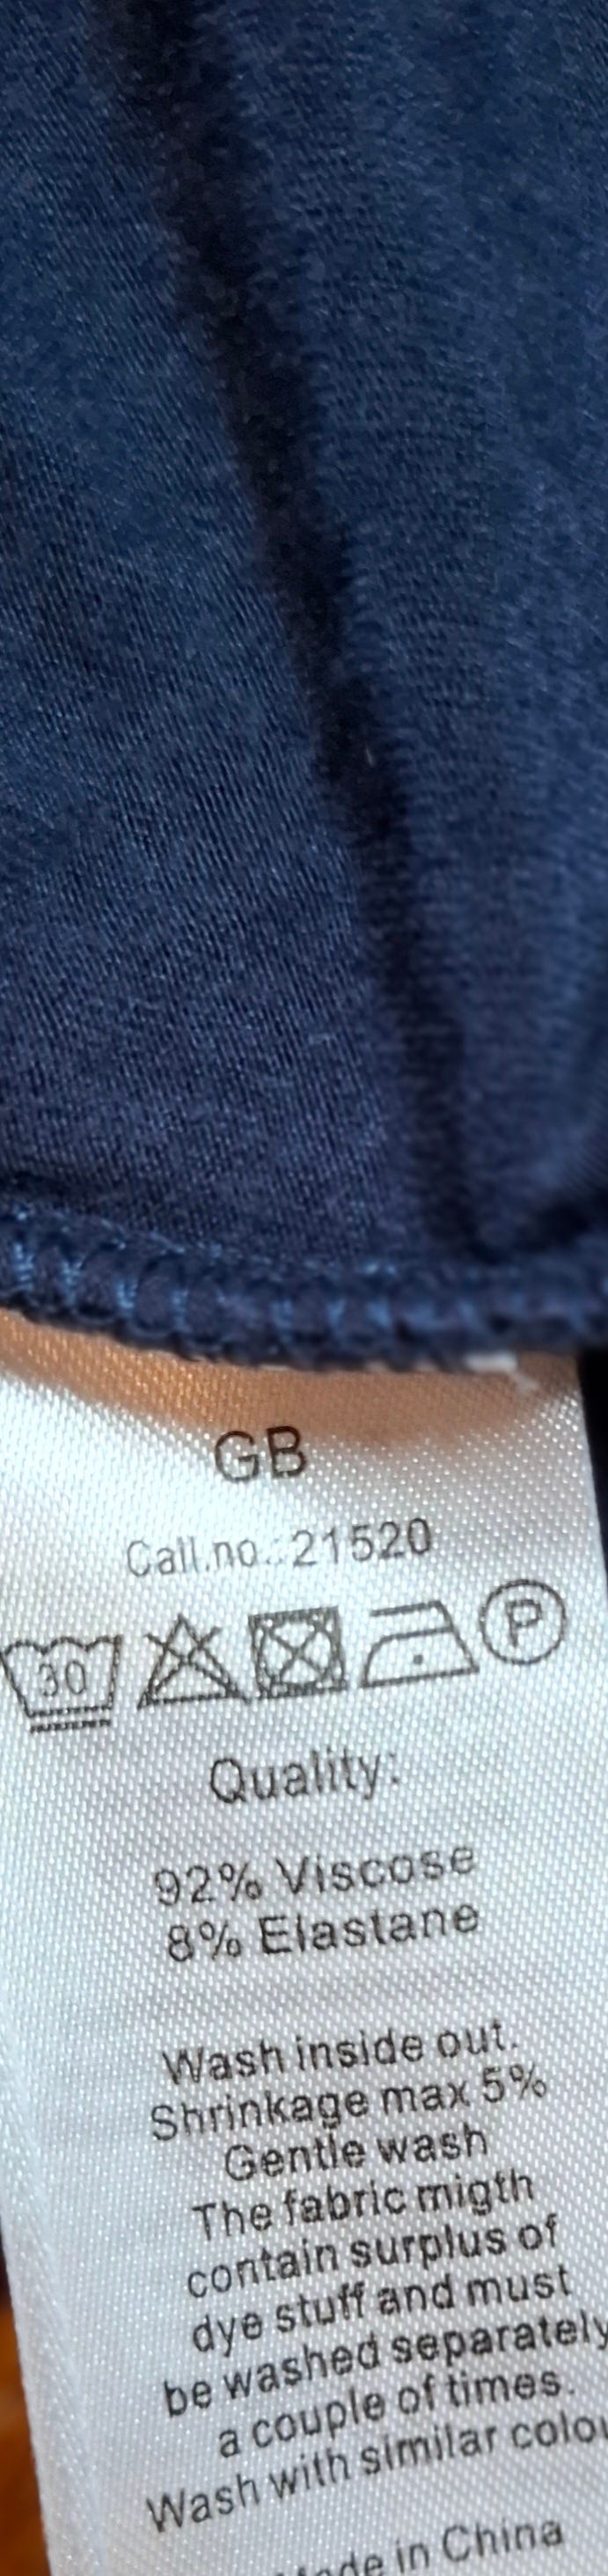 GB
Call.no.:21520
30 P
Quality:
92% Viscose
8% Elastane
Wash inside out.
Shrinkage max 5%
Gentle wash
The fabric migth
contain surplus of
dye stuff and must
be washed separately
a couple of times.
Wash with similar
in China